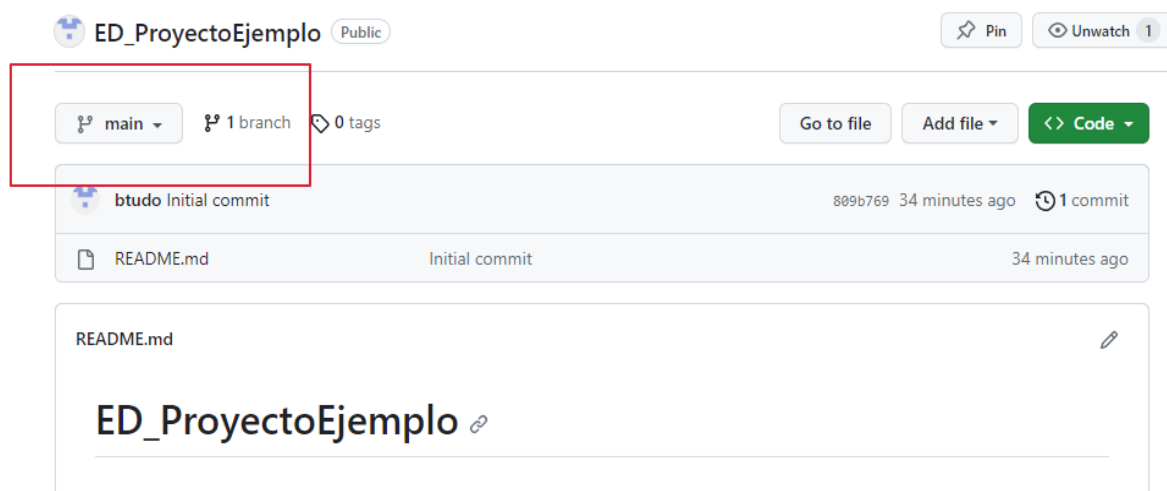 ED_ProyectoEjemplo Public Pin Unwatch 1
main 1 branch 0 tags Go to file Add file Code
btudo Initial commit 809b769 34 minutes ago 1 commit
README.md Initial commit 34 minutes ago
README.md
ED_ProyectoEjemplo